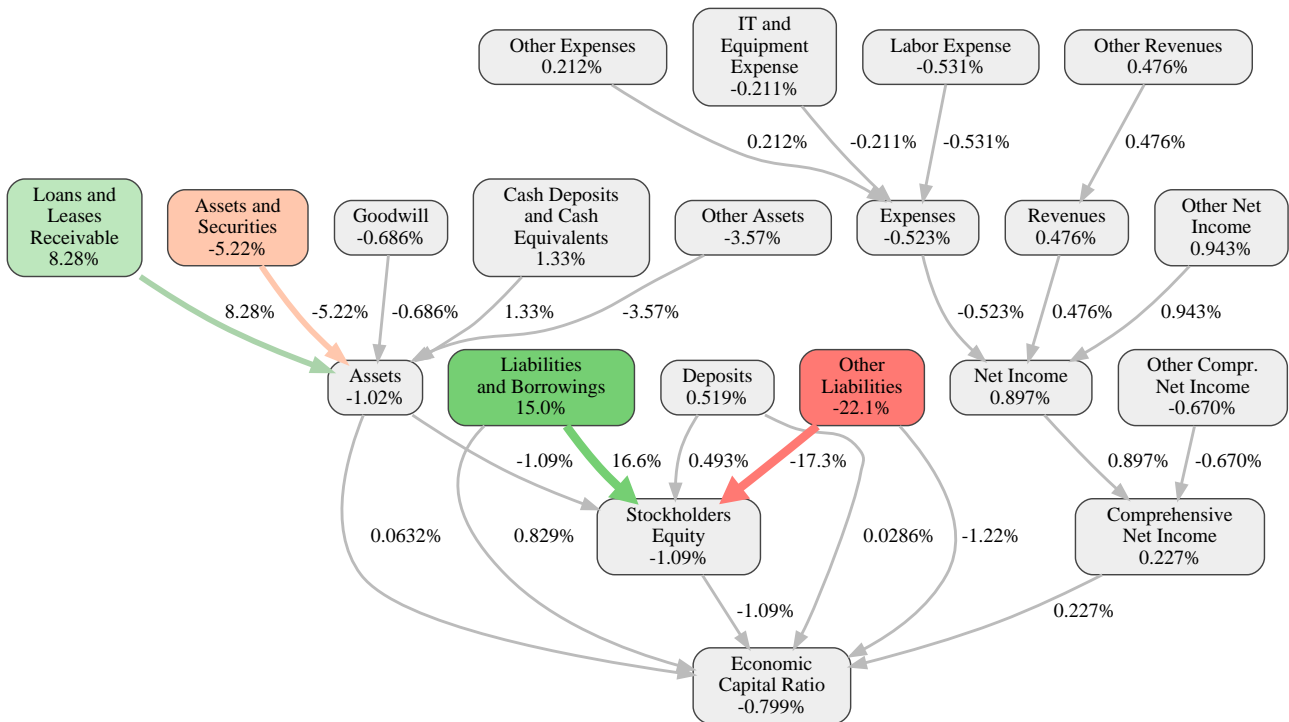 Other Expenses
0.212%
IT and
Equipment
Expense
-0.211%
Labor Expense
-0.531%
Other Revenues
0.476%
0.212%
-0.211%
-0.531%
0.476%
Loans and
Leases
Receivable
8.28%
Assets and
Securities
-5.22%
Goodwill
-0.686%
Cash Deposits
and Cash
Equivalents
1.33%
Other Assets
-3.57%
Expenses
-0.523%
Revenues
0.476%
Other Net
Income
0.943%
8.28%
-5.22%
-0.686%
1.33%
-3.57%
-0.523%
0.476%
0.943%
Assets
-1.02%
Liabilities
and Borrowings
15.0%
Deposits
0.519%
Other
Liabilities
-22.1%
Net Income
0.897%
Other Compr.
Net Income
-0.670%
-1.09%
16.6%
0.493%
-17.3%
0.897%
-0.670%
Stockholders
Equity
-1.09%
Comprehensive
Net Income
0.227%
0.0632%
0.829%
0.0286%
-1.22%
-1.09%
0.227%
Economic
Capital Ratio
-0.799%